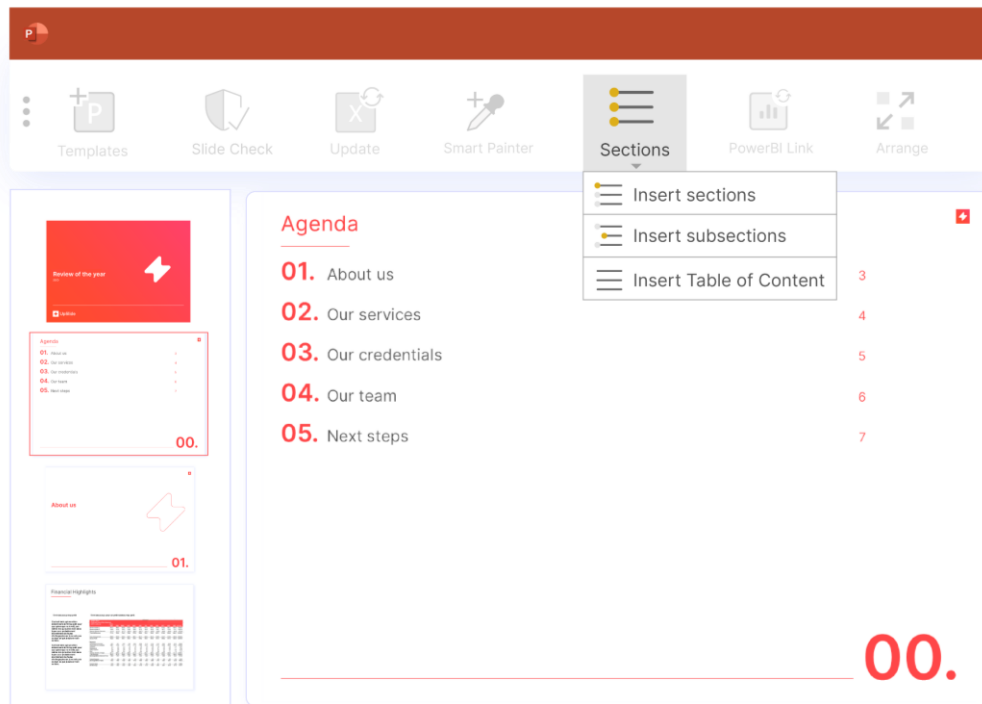 P
P
X
Templates
Slide Check
Update
Smart Painter
Sections
PowerBI Link
Arrange
Insert sections
Insert subsections
Insert Table of Content
Review of the year
UpSlide
Agenda
01. About us
02. Our services
03. Our credentials
04. Our team
05. Next steps
00.
About us
01.
Financial Highlights
Agenda
01. About us 3
02. Our services 4
03. Our credentials 5
04. Our team 6
05. Next steps 7
00.